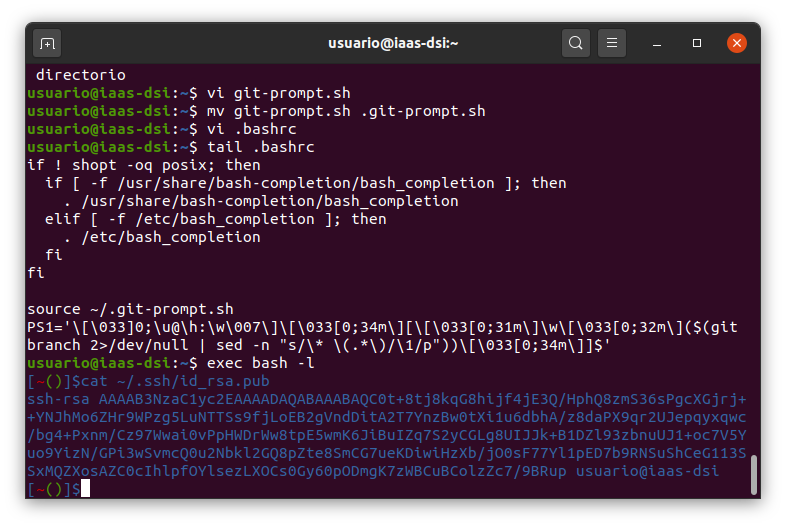 usuario@iaas-dsi:~
directorio
usuario@iaas-dsi:~$ vi git-prompt.sh
usuario@iaas-dsi:~$ mv git-prompt.sh .git-prompt.sh
usuario@iaas-dsi:~$ vi .bashrc
usuario@iaas-dsi:~$ tail .bashrc
if ! shopt -oq posix; then
  if [ -f /usr/share/bash-completion/bash_completion ]; then
    . /usr/share/bash-completion/bash_completion
  elif [ -f /etc/bash_completion ]; then
    . /etc/bash_completion
  fi
fi
source ~/.git-prompt.sh
PS1='\[\033]0;\u@\h:\w\007\]\[\033[0;34m\][\[\033[0;31m\]\w\[\033[0;32m\]($(git
branch 2>/dev/null | sed -n "s/\* \(.*\)/\1/p"))\[\033[0;34m\]]$'
usuario@iaas-dsi:~$ exec bash -l
[~()]$cat ~/.ssh/id_rsa.pub
ssh-rsa AAAAB3NzaC1yc2EAAAADAQABAAABAQC0t+8tj8kqG8hijf4jE3Q/HphQ8zmS36sPgcXGjrj+
+YNJhMo6ZHr9WPzg5LuNTTSs9fjLoEB2gVndDitA2T7YnzBw0tXi1u6dbhA/z8daPX9qr2UJepqyxqwc
/bg4+Pxnm/Cz97Wwai0vPpHWDrWw8tpE5wmK6JiBuIZq7S2yCGLg8UIJJk+B1DZl93zbnuUJ1+oc7V5Y
uo9YizN/GPi3wSvmcQ0u2Nbkl2GQ8pZte8SmCG7ueKDiwiHzXb/jO0sF77Yl1pED7b9RNSuShCeG113S
SxMQZXosAZC0cIhlpfOYlsezLXOCs0Gy60pODmgK7zWBCuBColzZc7/9BRup usuario@iaas-dsi
[~()]$